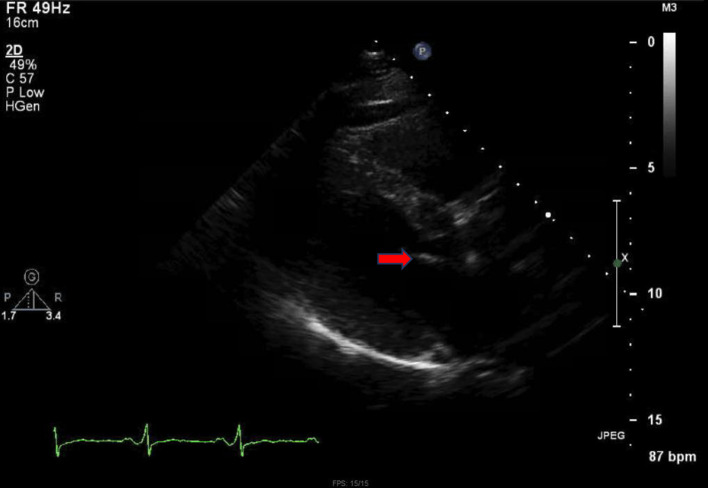 FR 49Hz
16cm
2D
49%
C 57
P Low
HGen
M3
P
0
5
X
10
G
P R
1.7 3.4
15
JPEG
87 bpm
FPS: 15/15